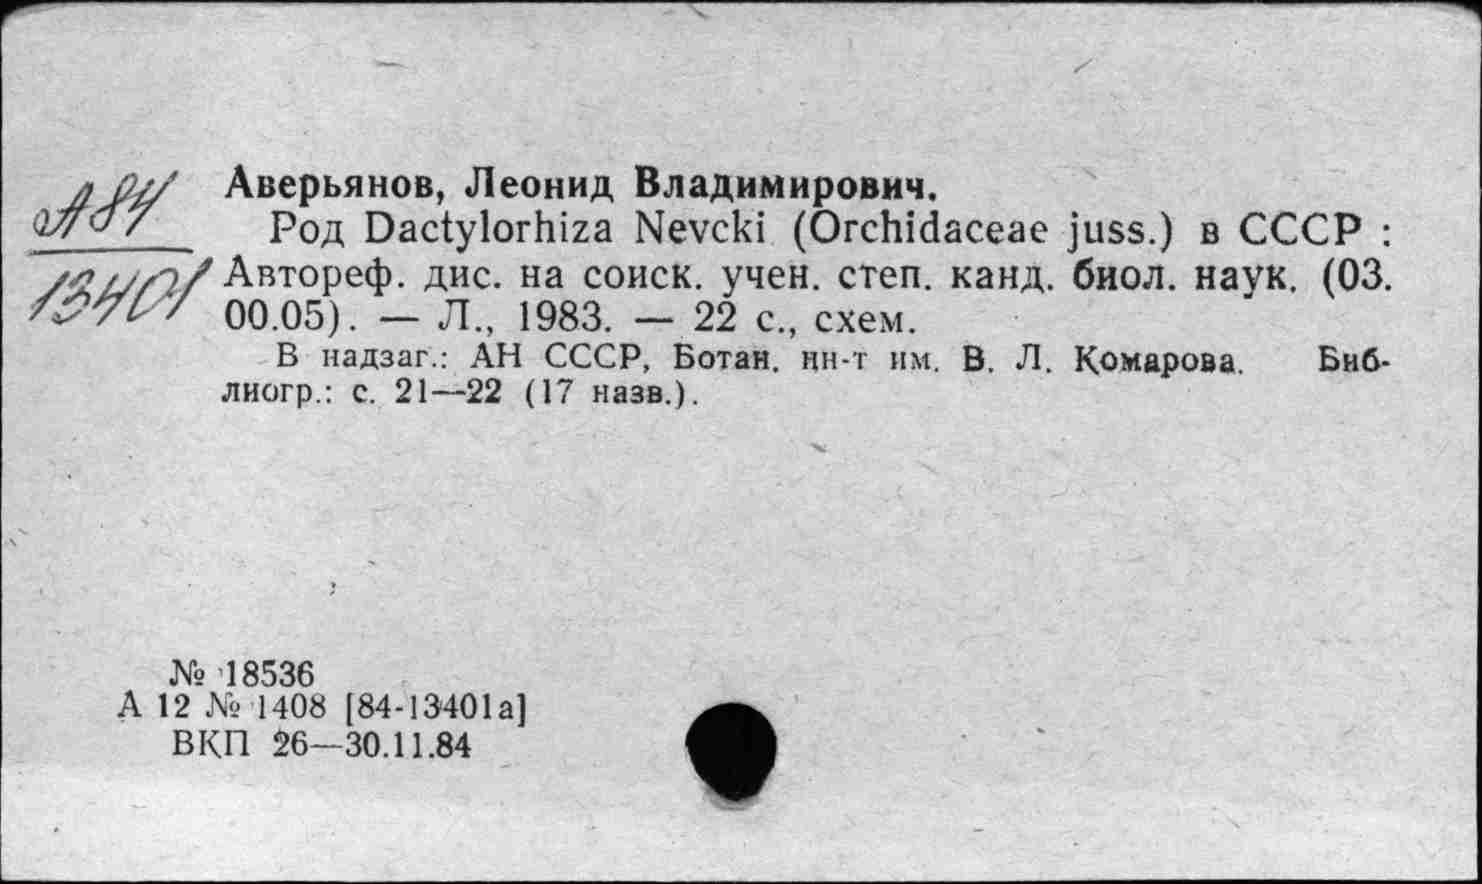 А84
13401
Аверьянов, Леонид Владимирович.
Род Dactylorhiza Nevcki (Orchidaceae juss.) в СССР :
Автореф. дис. на соиск. учен. степ. канд. биол. наук. (03.
00.05). — Л., 1983. — 22 с., схем.
В надзаг.: АН СССР, Ботан. ин-т им. В. Л. Комарова. Биб-
лиогр.: с. 21—22 (17 назв.).
№ 18536
А 12 № 1408 [84-13401а]
ВКП 26—30.11.84